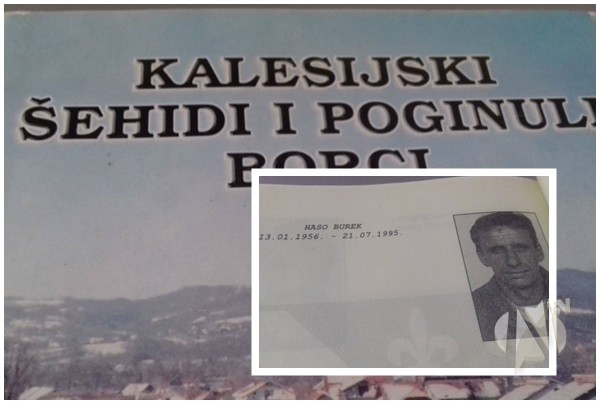 KALESIJSKI
ŠEHIDI I POGINULI
BORCI
HASO BUREK
13.01.1956. – 21.07.1995.